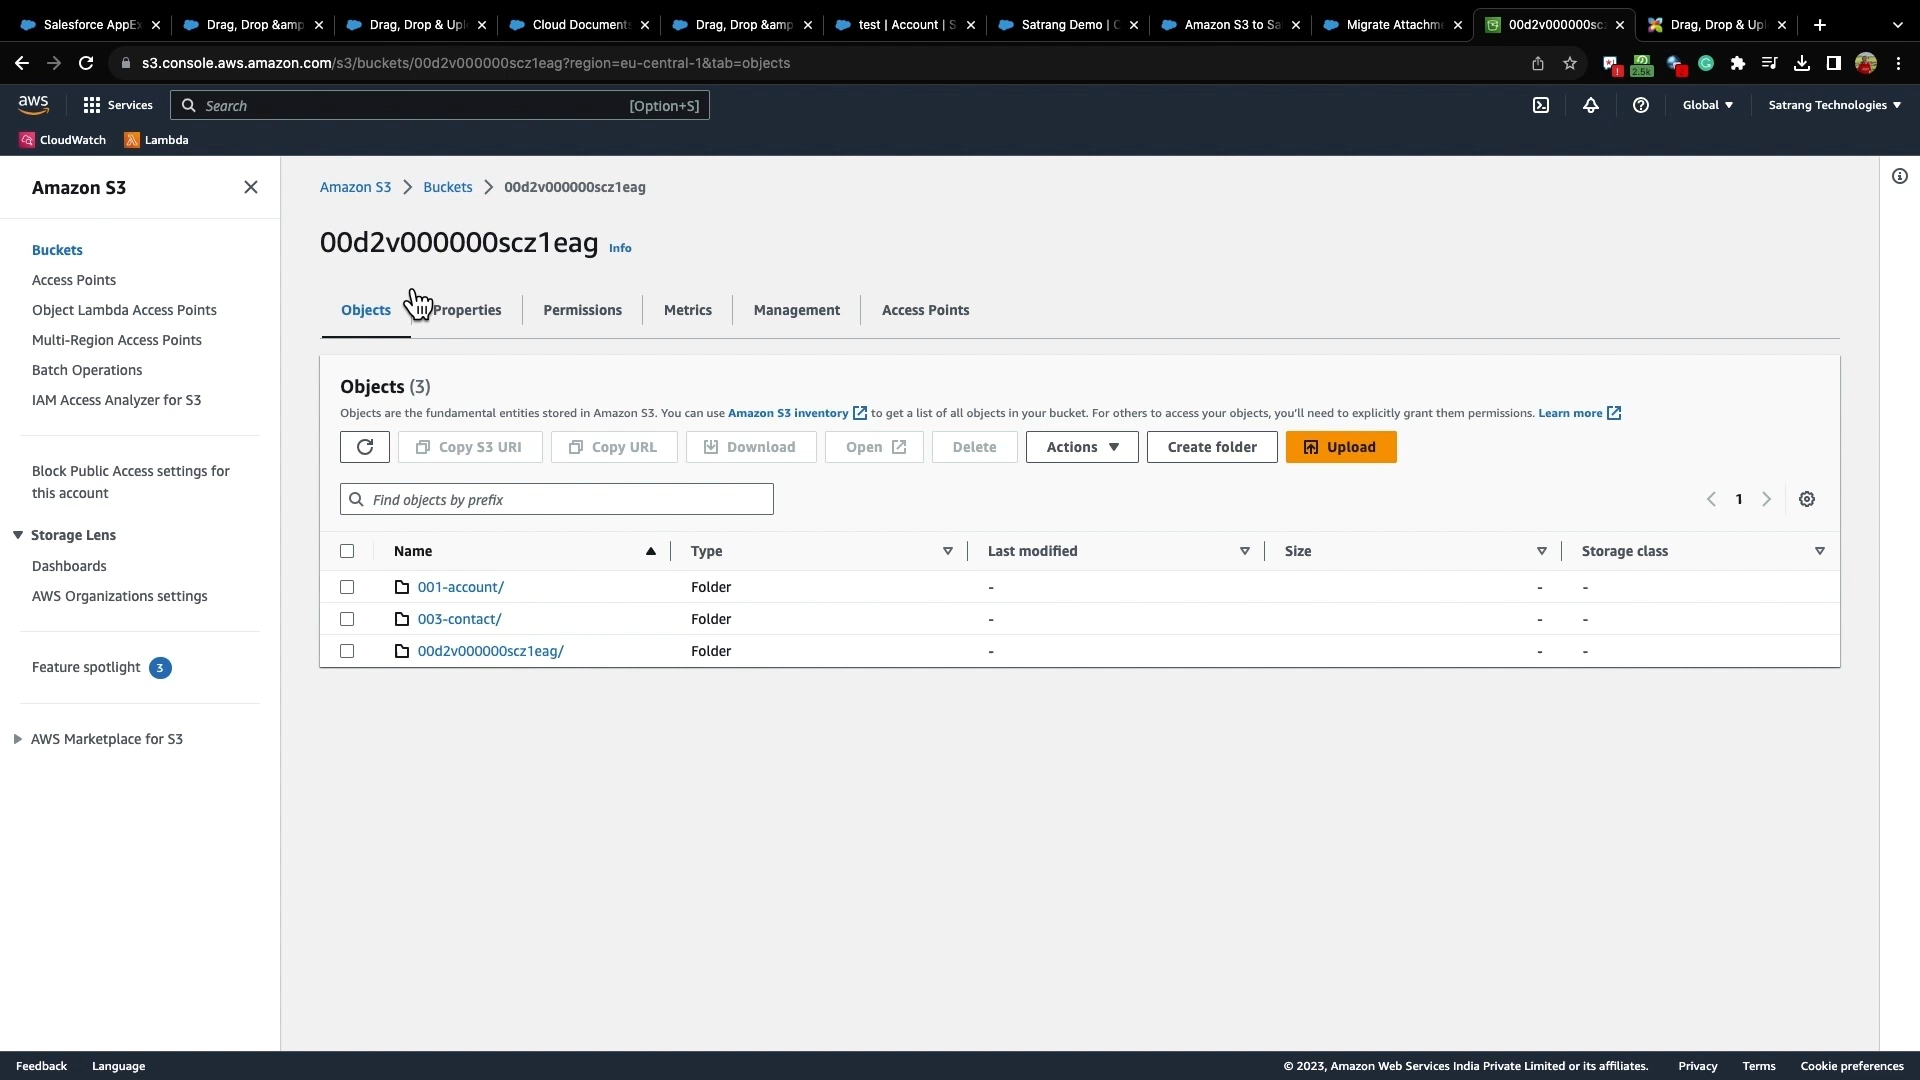 Salesforce AppEx
Drag, Drop &amp
Drag, Drop & Upl
Cloud Documents
Drag, Drop &amp
test | Account | S
Satrang Demo | C
Amazon S3 to Sa
Migrate Attachme
00d2v000000scz
Drag, Drop & Upl
s3.console.aws.amazon.com/s3/buckets/00d2v000000scz1eag?region=eu-central-1&tab=objects
2.5k
aws
Services
Search
[Option+S]
Global
Satrang Technologies
CloudWatch
Lambda
Amazon S3
Buckets
Access Points
Object Lambda Access Points
Multi-Region Access Points
Batch Operations
IAM Access Analyzer for S3
Block Public Access settings for
this account
Storage Lens
Dashboards
AWS Organizations settings
Feature spotlight 3
AWS Marketplace for S3
Amazon S3 > Buckets > 00d2v000000scz1eag
00d2v000000scz1eag Info
Objects
Properties
Permissions
Metrics
Management
Access Points
Objects (3)
Objects are the fundamental entities stored in Amazon S3. You can use Amazon S3 inventory to get a list of all objects in your bucket. For others to access your objects, you'll need to explicitly grant them permissions. Learn more
Copy S3 URI
Copy URL
Download
Open
Delete
Actions
Create folder
Upload
Find objects by prefix
1
Name Type Last modified Size Storage class
001-account/ Folder - - -
003-contact/ Folder - - -
00d2v000000scz1eag/ Folder - - -
Feedback Language
© 2023, Amazon Web Services India Private Limited or its affiliates. Privacy Terms Cookie preferences